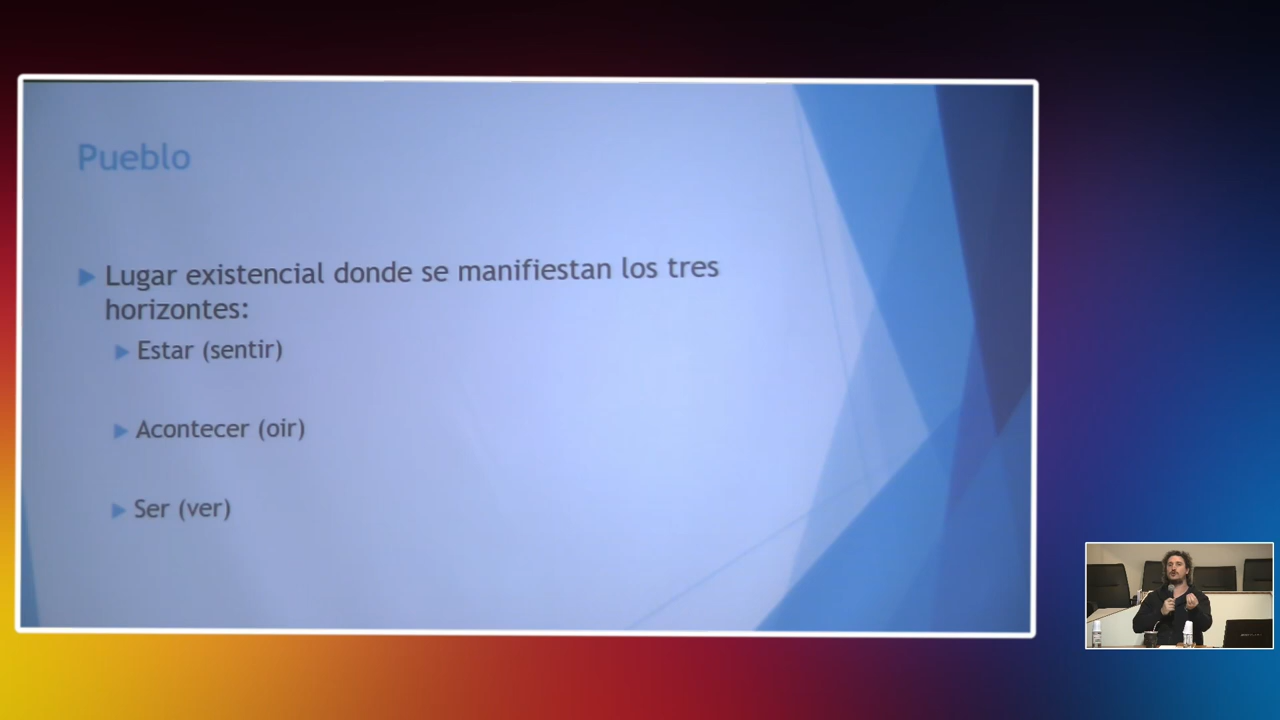 Pueblo
Lugar existencial donde se manifiestan los tres
horizontes:
Estar (sentir)
Acontecer (oir)
Ser (ver)